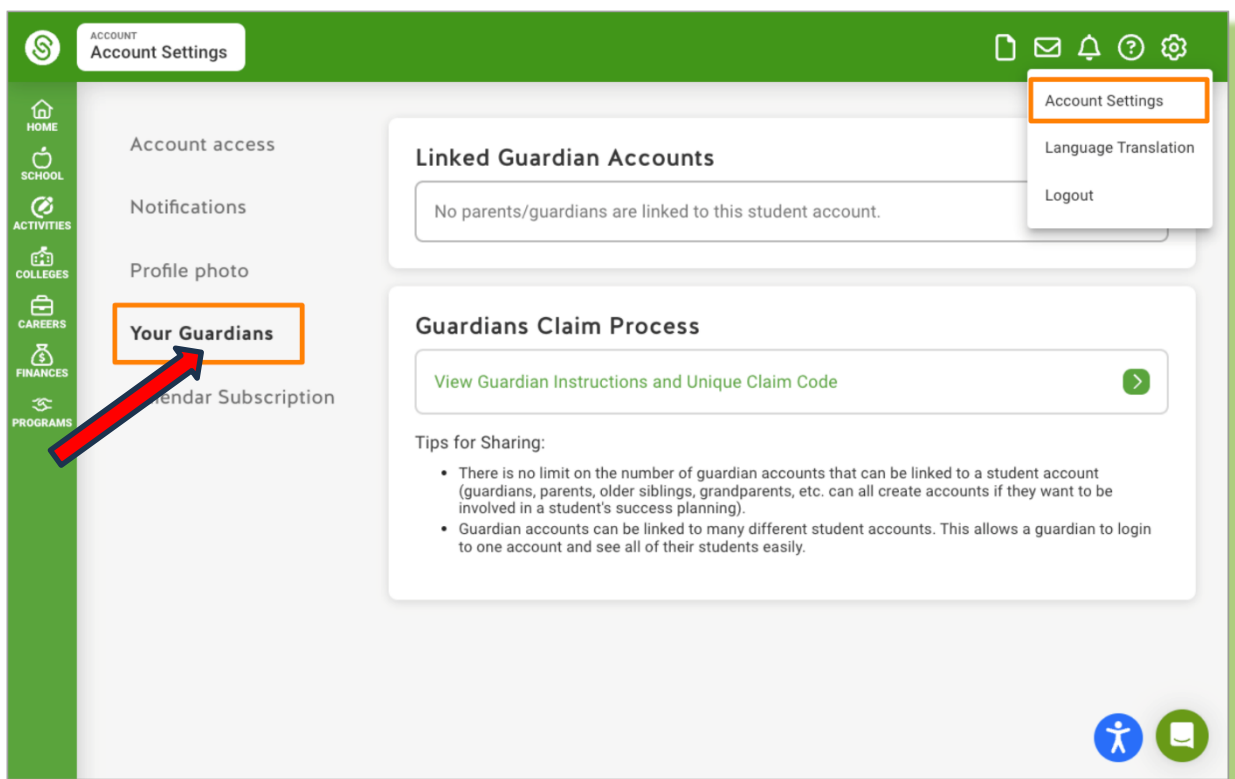 ACCOUNT
Account Settings
HOME
SCHOOL
ACTIVITIES
COLLEGES
CAREERS
FINANCES
PROGRAMS
Account access
Notifications
Profile photo
Your Guardians
Subscription
Account Settings
Language Translation
Logout
Linked Guardian Accounts
No parents/guardians are linked to this student account.
Guardians Claim Process
View Guardian Instructions and Unique Claim Code
Tips for Sharing:
• There is no limit on the number of guardian accounts that can be linked to a student account
(guardians, parents, older siblings, grandparents, etc. can all create accounts if they want to be
involved in a student's success planning).
• Guardian accounts can be linked to many different student accounts. This allows a guardian to login
to one account and see all of their students easily.